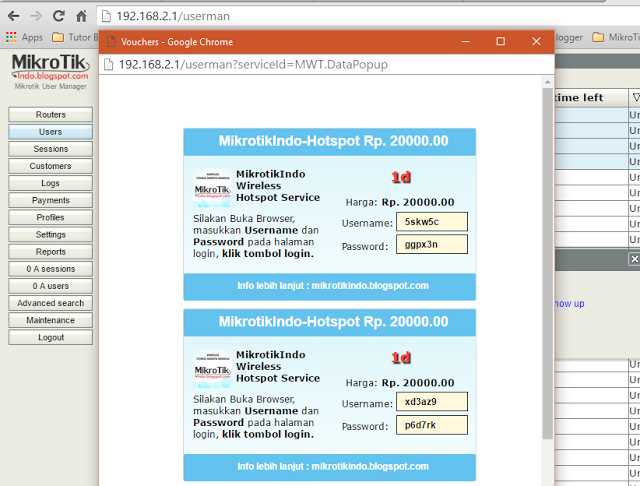 192.168.2.1/userman
Apps
Tutor B
logger
MikroTi
Vouchers - Google Chrome
192.168.2.1/userman?serviceId=MWT.DataPopup
MikroTik
Indo.blogspot.com
Mikrotik User Manager
Routers
Users
Sessions
Customers
Logs
Payments
Profiles
Settings
Reports
0 A sessions
0 A users
Advanced search
Maintenance
Logout
MikrotikIndo-Hotspot Rp. 20000.00
MikroTik
MikrotikIndo
Wireless
Hotspot Service
1d
Harga: Rp. 20000.00
Silakan Buka Browser,
masukkan Username dan
Password pada halaman
login, klik tombol login.
Username: 5skw5c
Password: ggpx3n
Info lebih lanjut : mikrotikindo.blogspot.com
MikrotikIndo-Hotspot Rp. 20000.00
MikroTik
MikrotikIndo
Wireless
Hotspot Service
1d
Harga: Rp. 20000.00
Silakan Buka Browser,
masukkan Username dan
Password pada halaman
login, klik tombol login.
Username: xd3az9
Password: p6d7rk
Info lebih lanjut : mikrotikindo.blogspot.com
time left
Un
Un
Un
Un
Un
Un
Un
Un
Un
now up
Un
Un
Un
Un
Un
Un
Un
Un